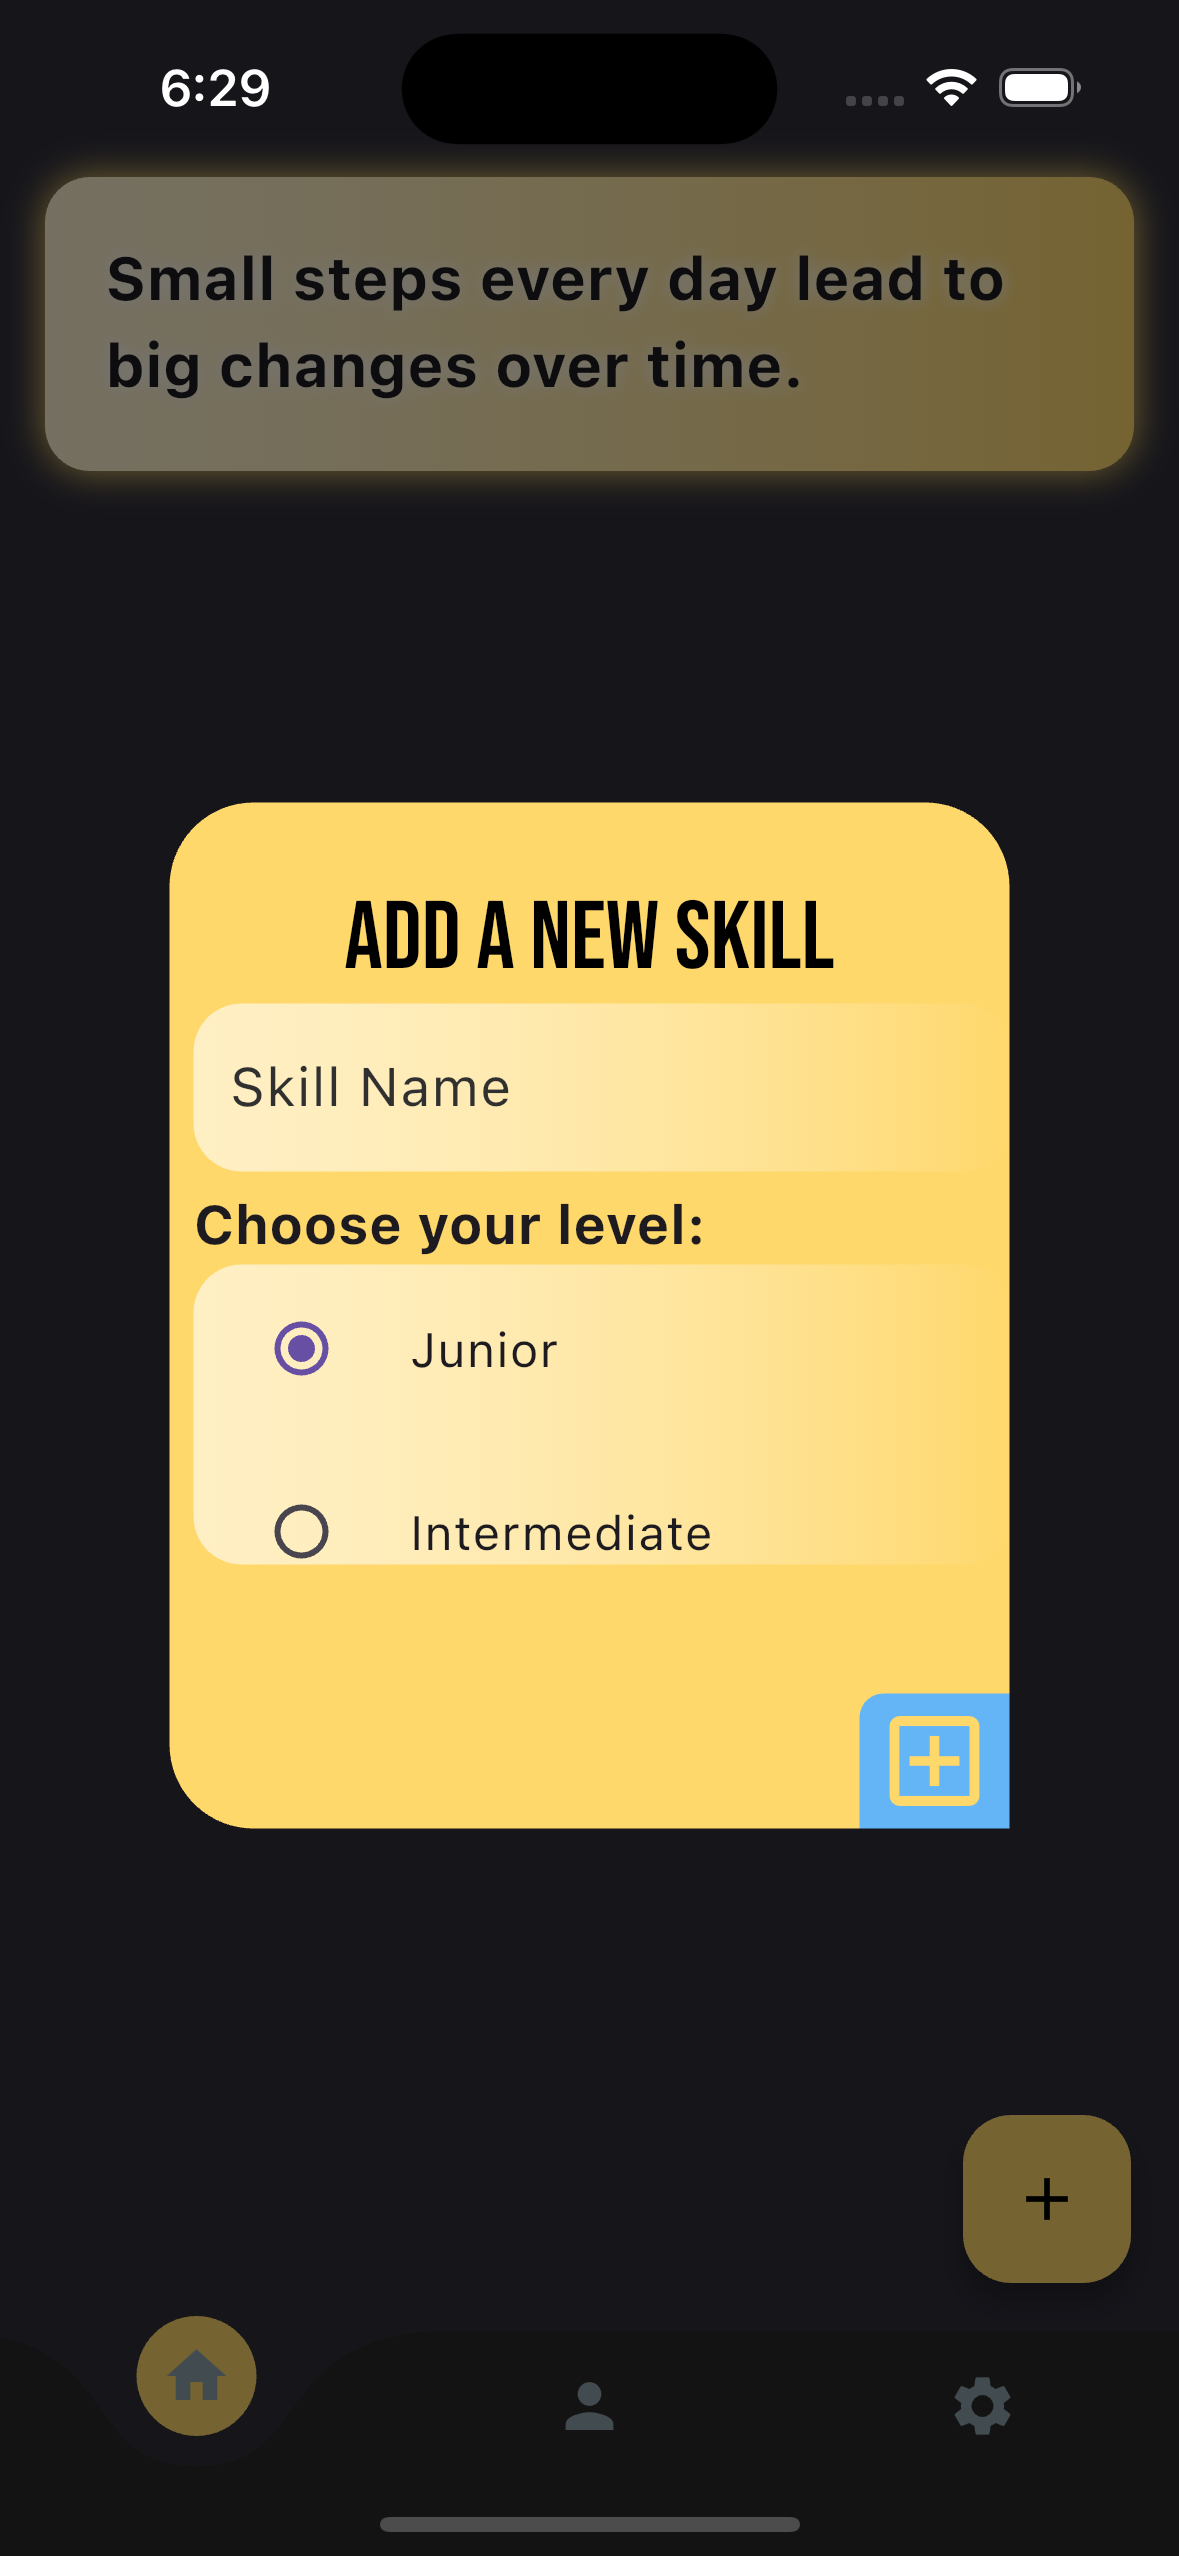 6:29
Small steps every day lead to
big changes over time.
ADD A NEW SKILL
Skill Name
Choose your level:
Junior
Intermediate